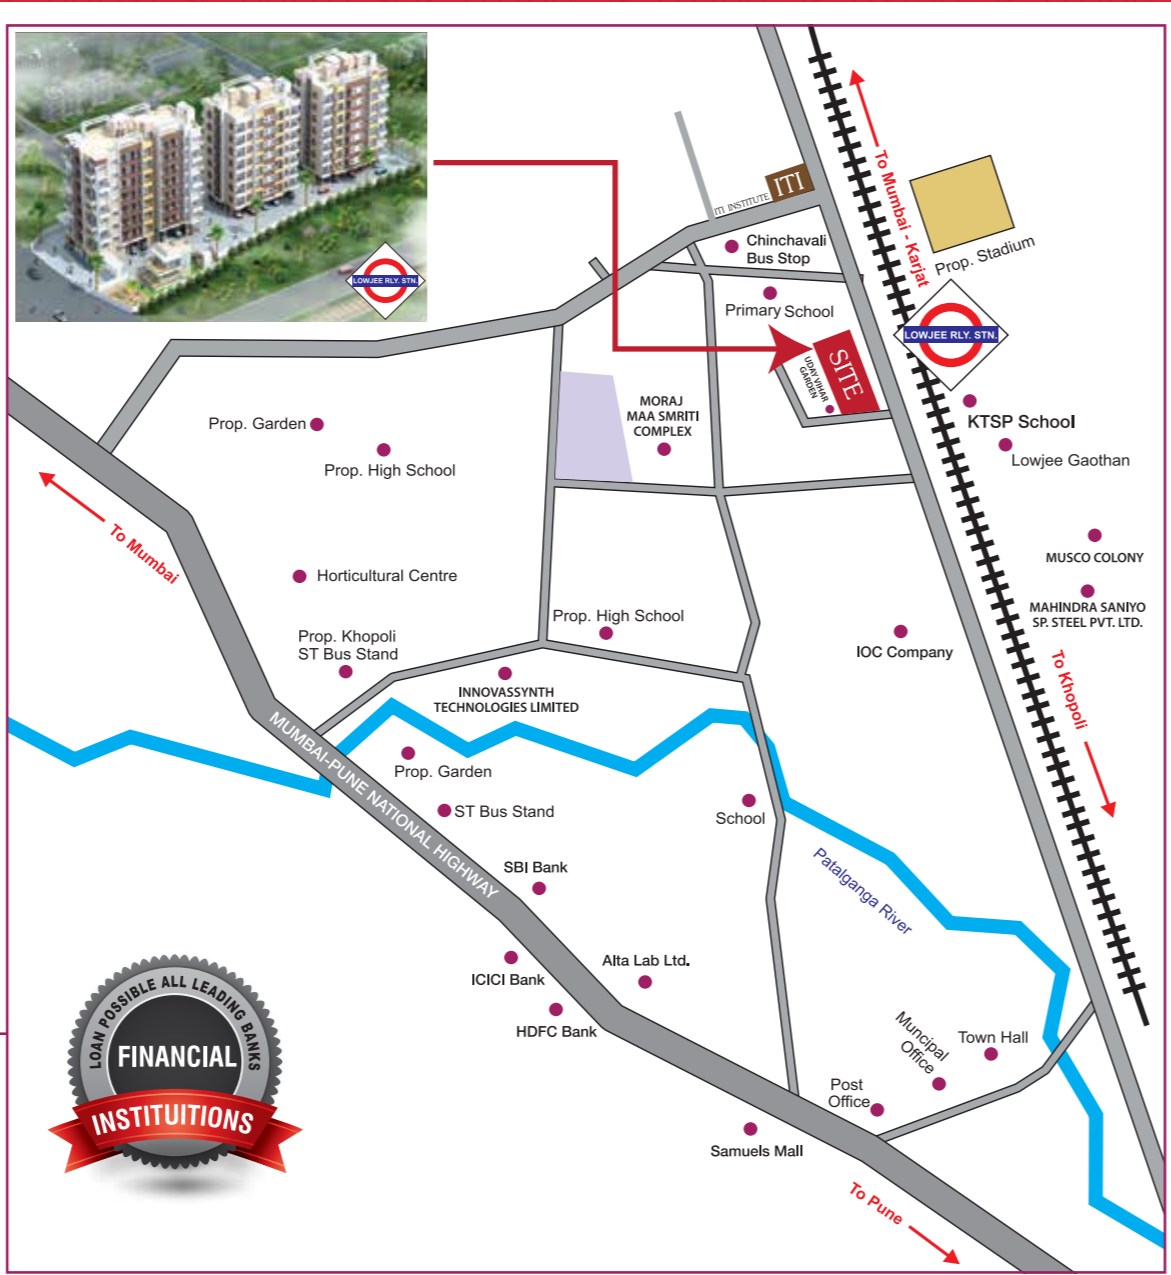 LOWJEE RLY. STN.
ITI
ITI INSTITUTE
To Mumbai - Karjat
Prop. Stadium
Chinchavali
Bus Stop
Primary School
LOWJEE RLY. STN.
SITE
UDAY VIHAR
GARDEN
MORAJ
MAA SMRITI
COMPLEX
KTSP School
Lowjee Gaothan
Prop. Garden
Prop. High School
To Mumbai
MUSCO COLONY
Horticultural Centre
MAHINDRA SANIYO
SP. STEEL PVT. LTD.
Prop. High School
Prop. Khopoli
ST Bus Stand
IOC Company
To Khopoli
INNOVASSYNTH
TECHNOLOGIES LIMITED
MUMBAI-PUNE NATIONAL HIGHWAY
Prop. Garden
ST Bus Stand
School
SBI Bank
Patalganga River
ICICI Bank
Alta Lab Ltd.
HDFC Bank
LOAN POSSIBLE ALL LEADING BANKS
FINANCIAL
INSTITUITIONS
Muncipal
Office
Town Hall
Post
Office
Samuels Mall
To Pune